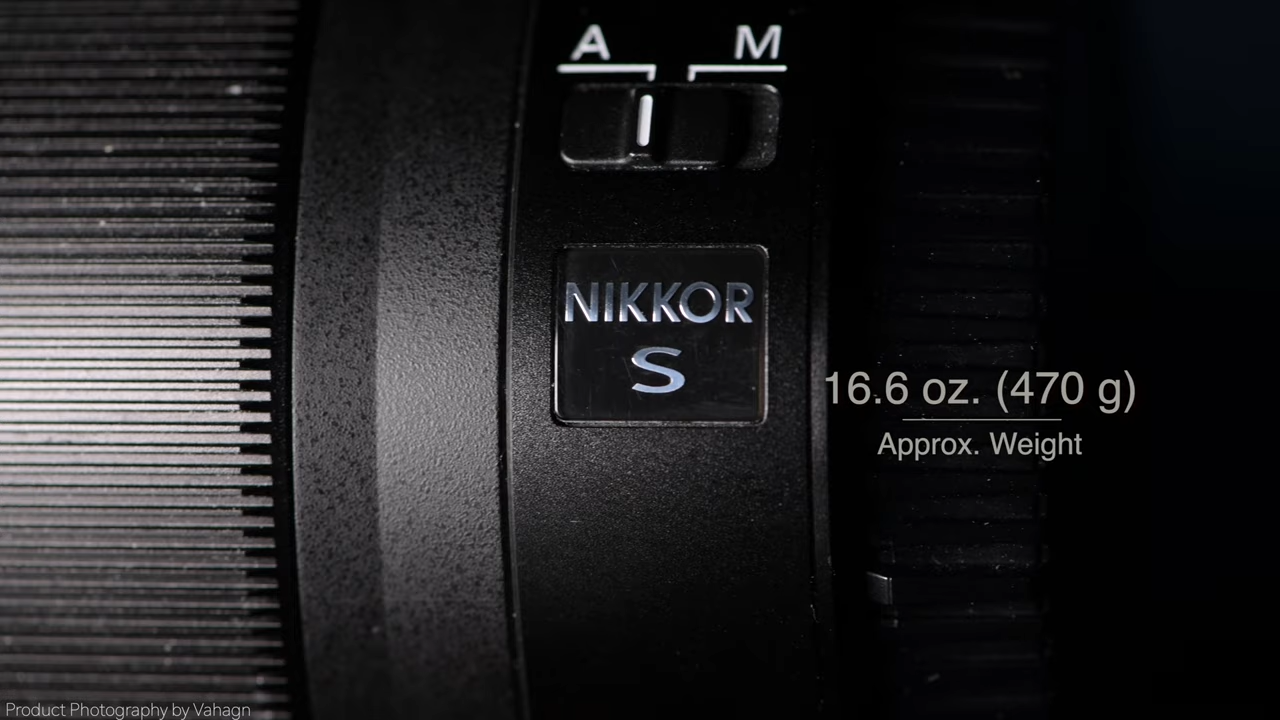 A M
NIKKOR
S
16.6 oz. (470 g)
Approx. Weight
Product Photography by Vahagn